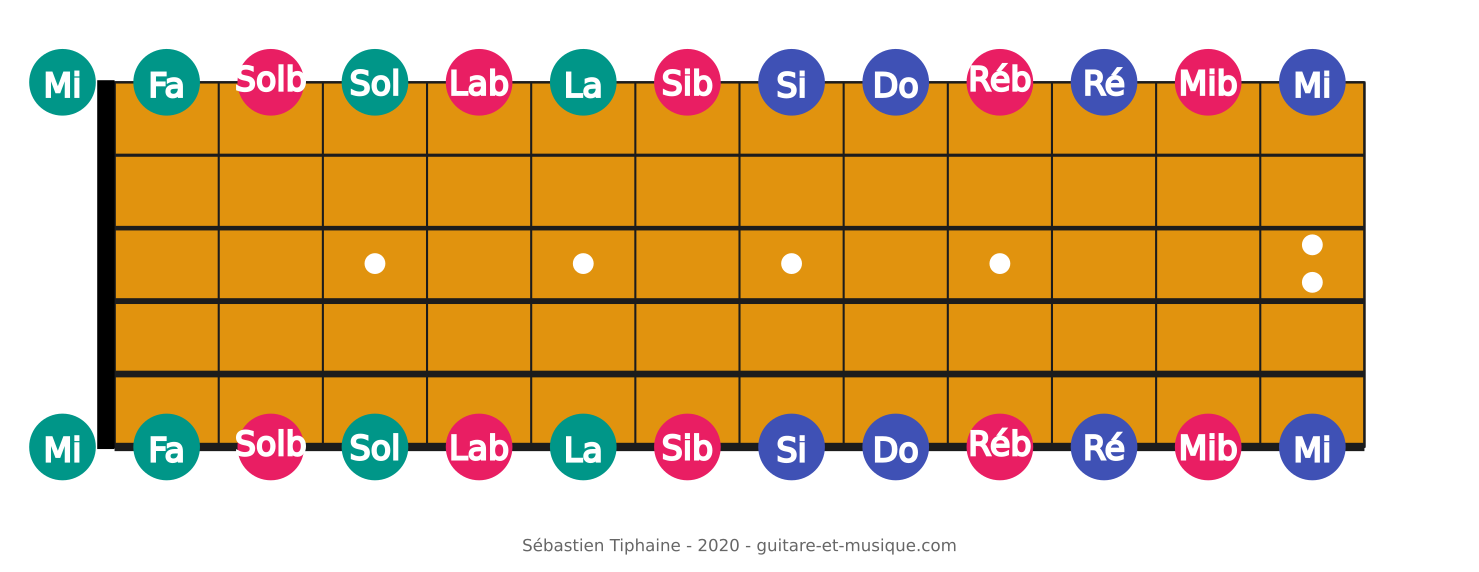 Mi Fa Solb Sol Lab La Sib Si Do Réb Ré Mib Mi
Mi Fa Solb Sol Lab La Sib Si Do Réb Ré Mib Mi
Sébastien Tiphaine - 2020 - guitare-et-musique.com